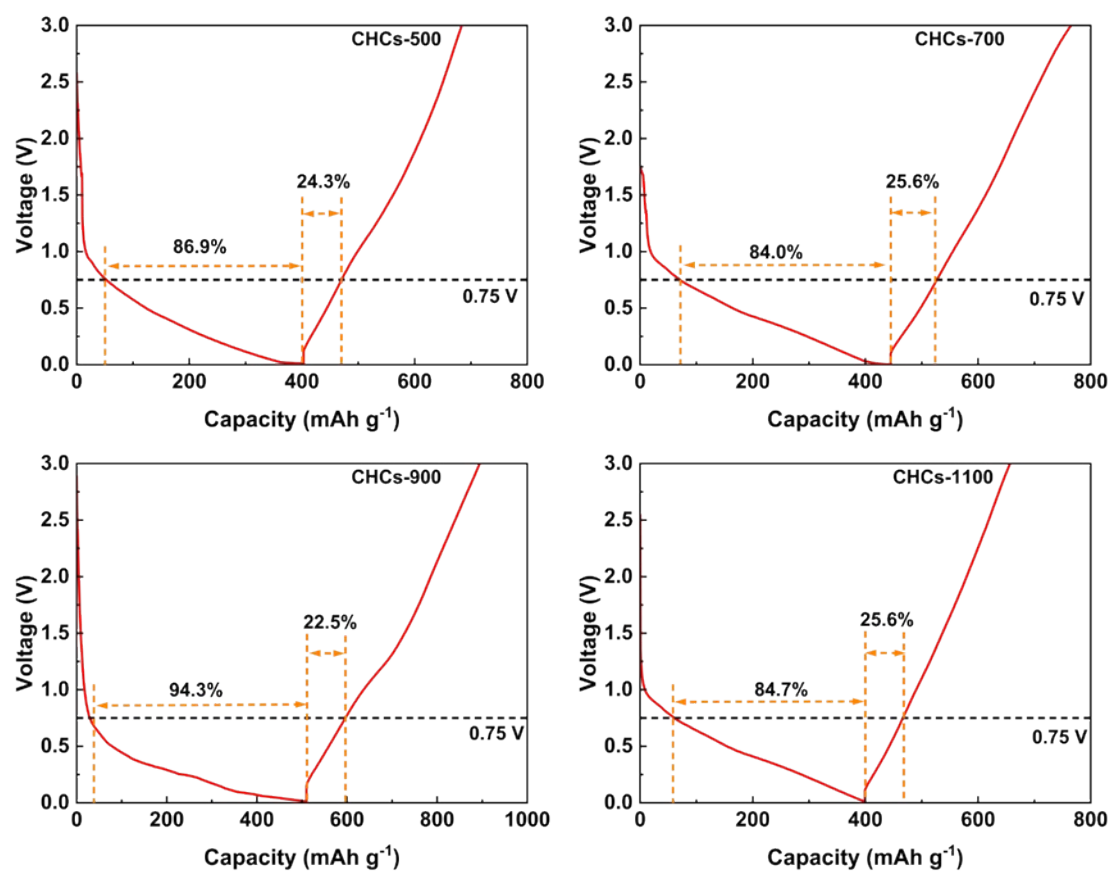 CHCs-500
3.0
2.5
2.0
1.5
1.0
0.5
0.0
Voltage (V)
24.3%
86.9%
0.75 V
0 200 400 600 800
Capacity (mAh g-1)
CHCs-700
3.0
2.5
2.0
1.5
1.0
0.5
0.0
Voltage (V)
25.6%
84.0%
0.75 V
0 200 400 600 800
Capacity (mAh g-1)
CHCs-900
3.0
2.5
2.0
1.5
1.0
0.5
0.0
Voltage (V)
22.5%
94.3%
0.75 V
0 200 400 600 800 1000
Capacity (mAh g-1)
CHCs-1100
3.0
2.5
2.0
1.5
1.0
0.5
0.0
Voltage (V)
25.6%
84.7%
0.75 V
0 200 400 600 800
Capacity (mAh g-1)